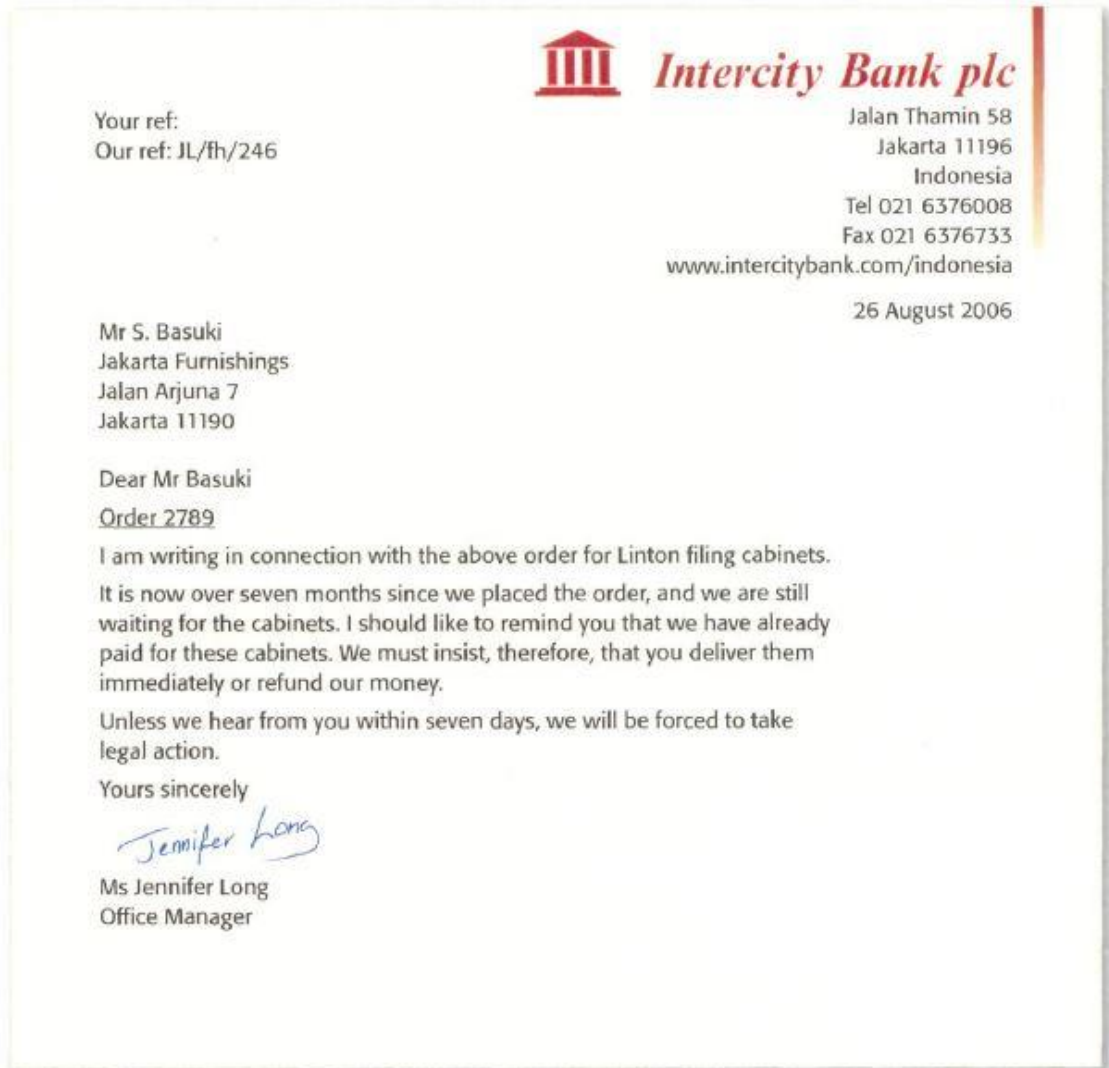 Intercity Bank plc
Jalan Thamin 58
Jakarta 11196
Indonesia
Tel 021 6376008
Fax 021 6376733
www.intercitybank.com/indonesia
Your ref:
Our ref: JL/fh/246
26 August 2006
Mr S. Basuki
Jakarta Furnishings
Jalan Arjuna 7
Jakarta 11190
Dear Mr Basuki
Order 2789
I am writing in connection with the above order for Linton filing cabinets.
It is now over seven months since we placed the order, and we are still
waiting for the cabinets. I should like to remind you that we have already
paid for these cabinets. We must insist, therefore, that you deliver them
immediately or refund our money.
Unless we hear from you within seven days, we will be forced to take
legal action.
Yours sincerely
Jennifer Long
Ms Jennifer Long
Office Manager